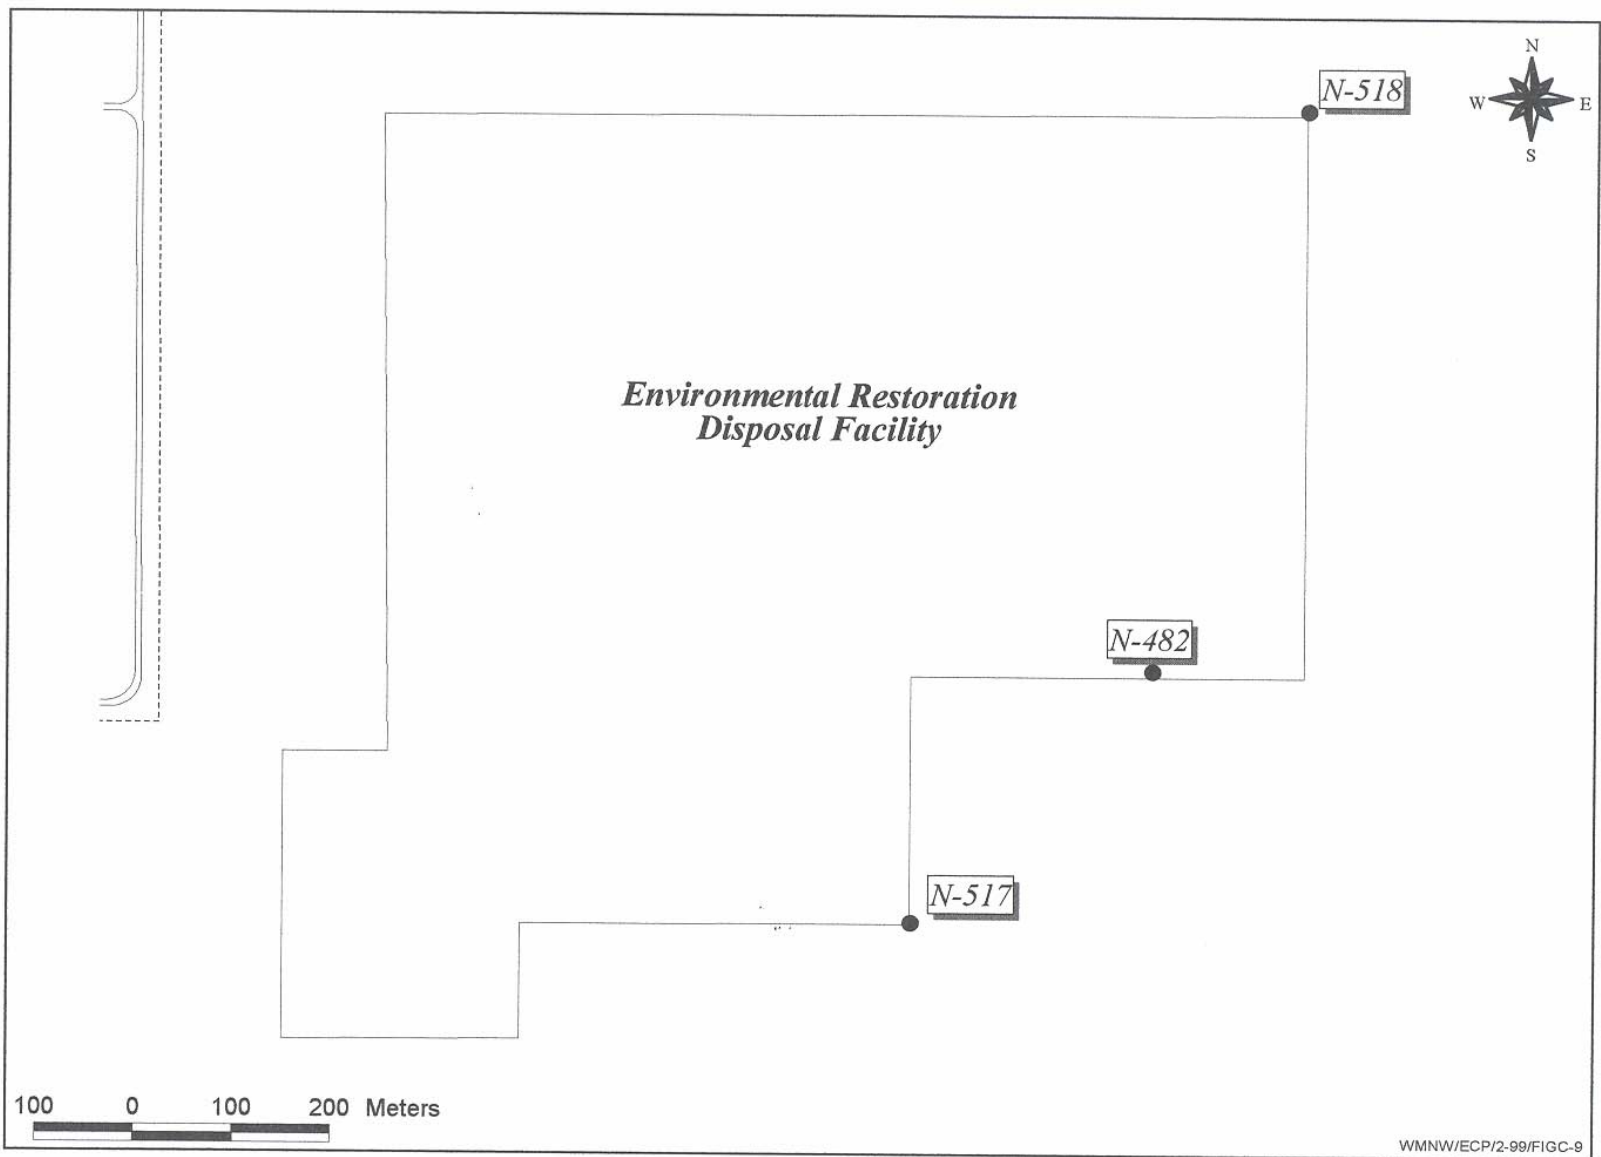 N
N-518
W E
S
Environmental Restoration
Disposal Facility
N-482
N-517
100 0 100 200 Meters
WMNW/ECP/2-99/FIGC-9